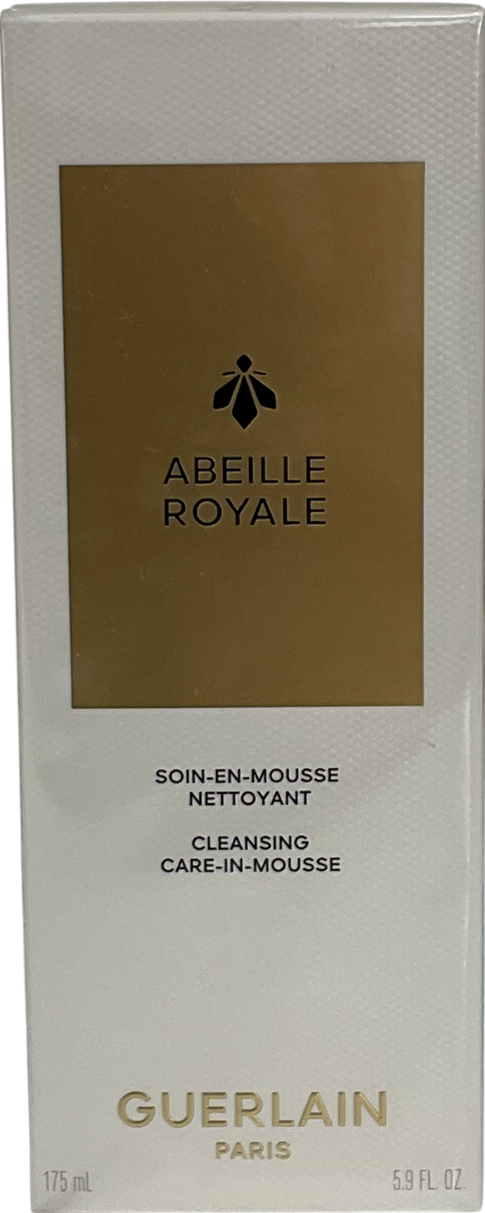 ABEILLE
ROYALE
SOIN-EN-MOUSSE
NETTOYANT
CLEANSING
CARE-IN-MOUSSE
GUERLAIN
PARIS
175 mL 5.9 FL. OZ.